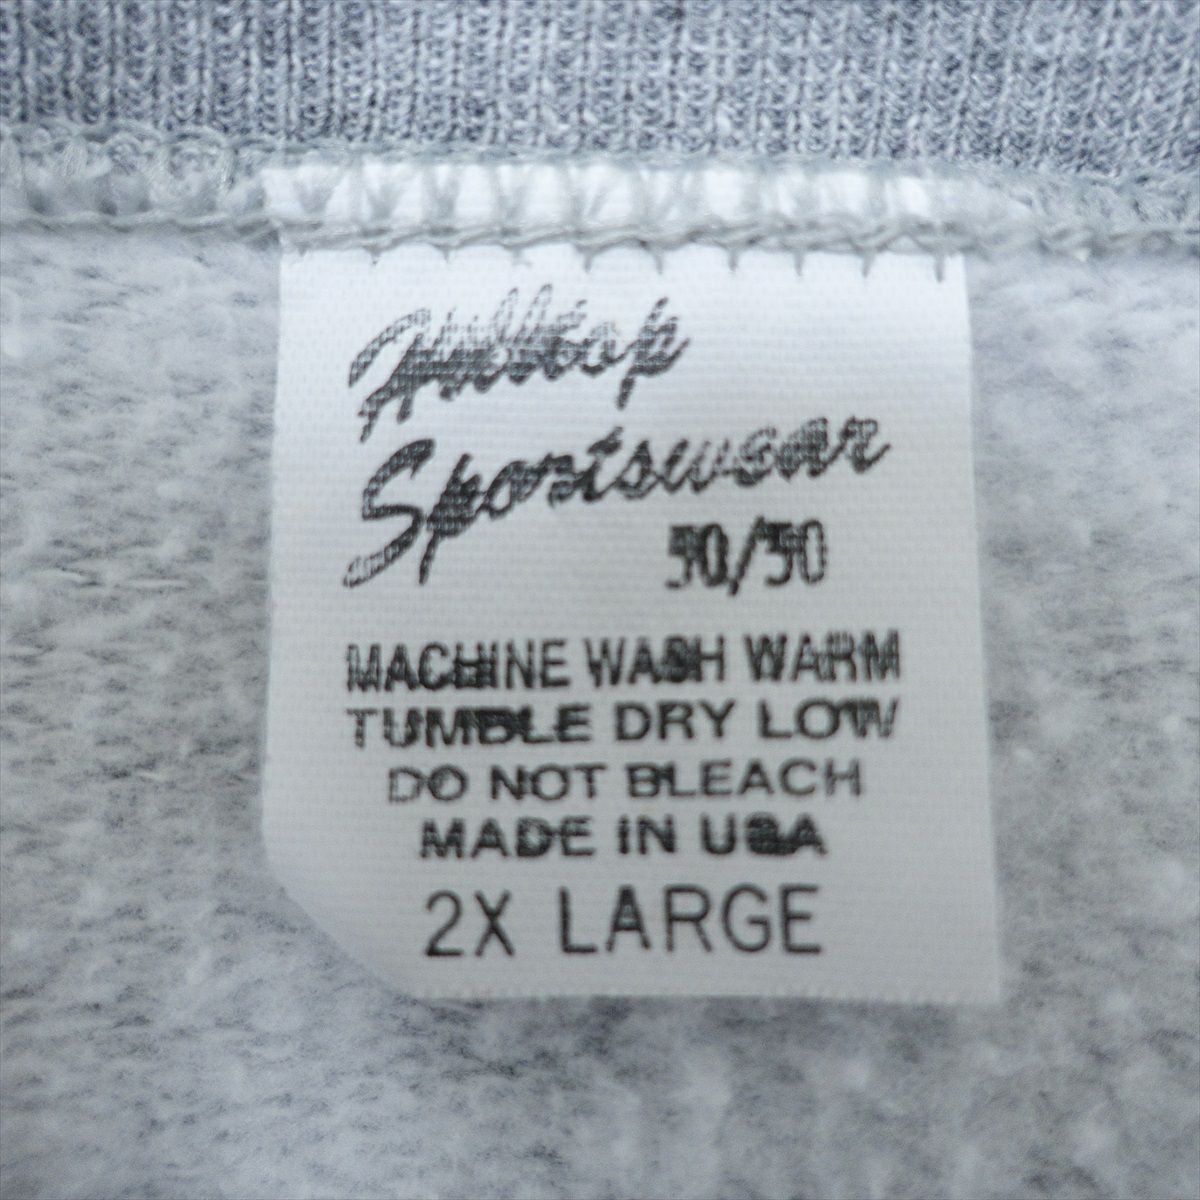 Hilltop
Sportswear
50/50
MACHINE WASH WARM
TUMBLE DRY LOW
DO NOT BLEACH
MADE IN USA
2X LARGE